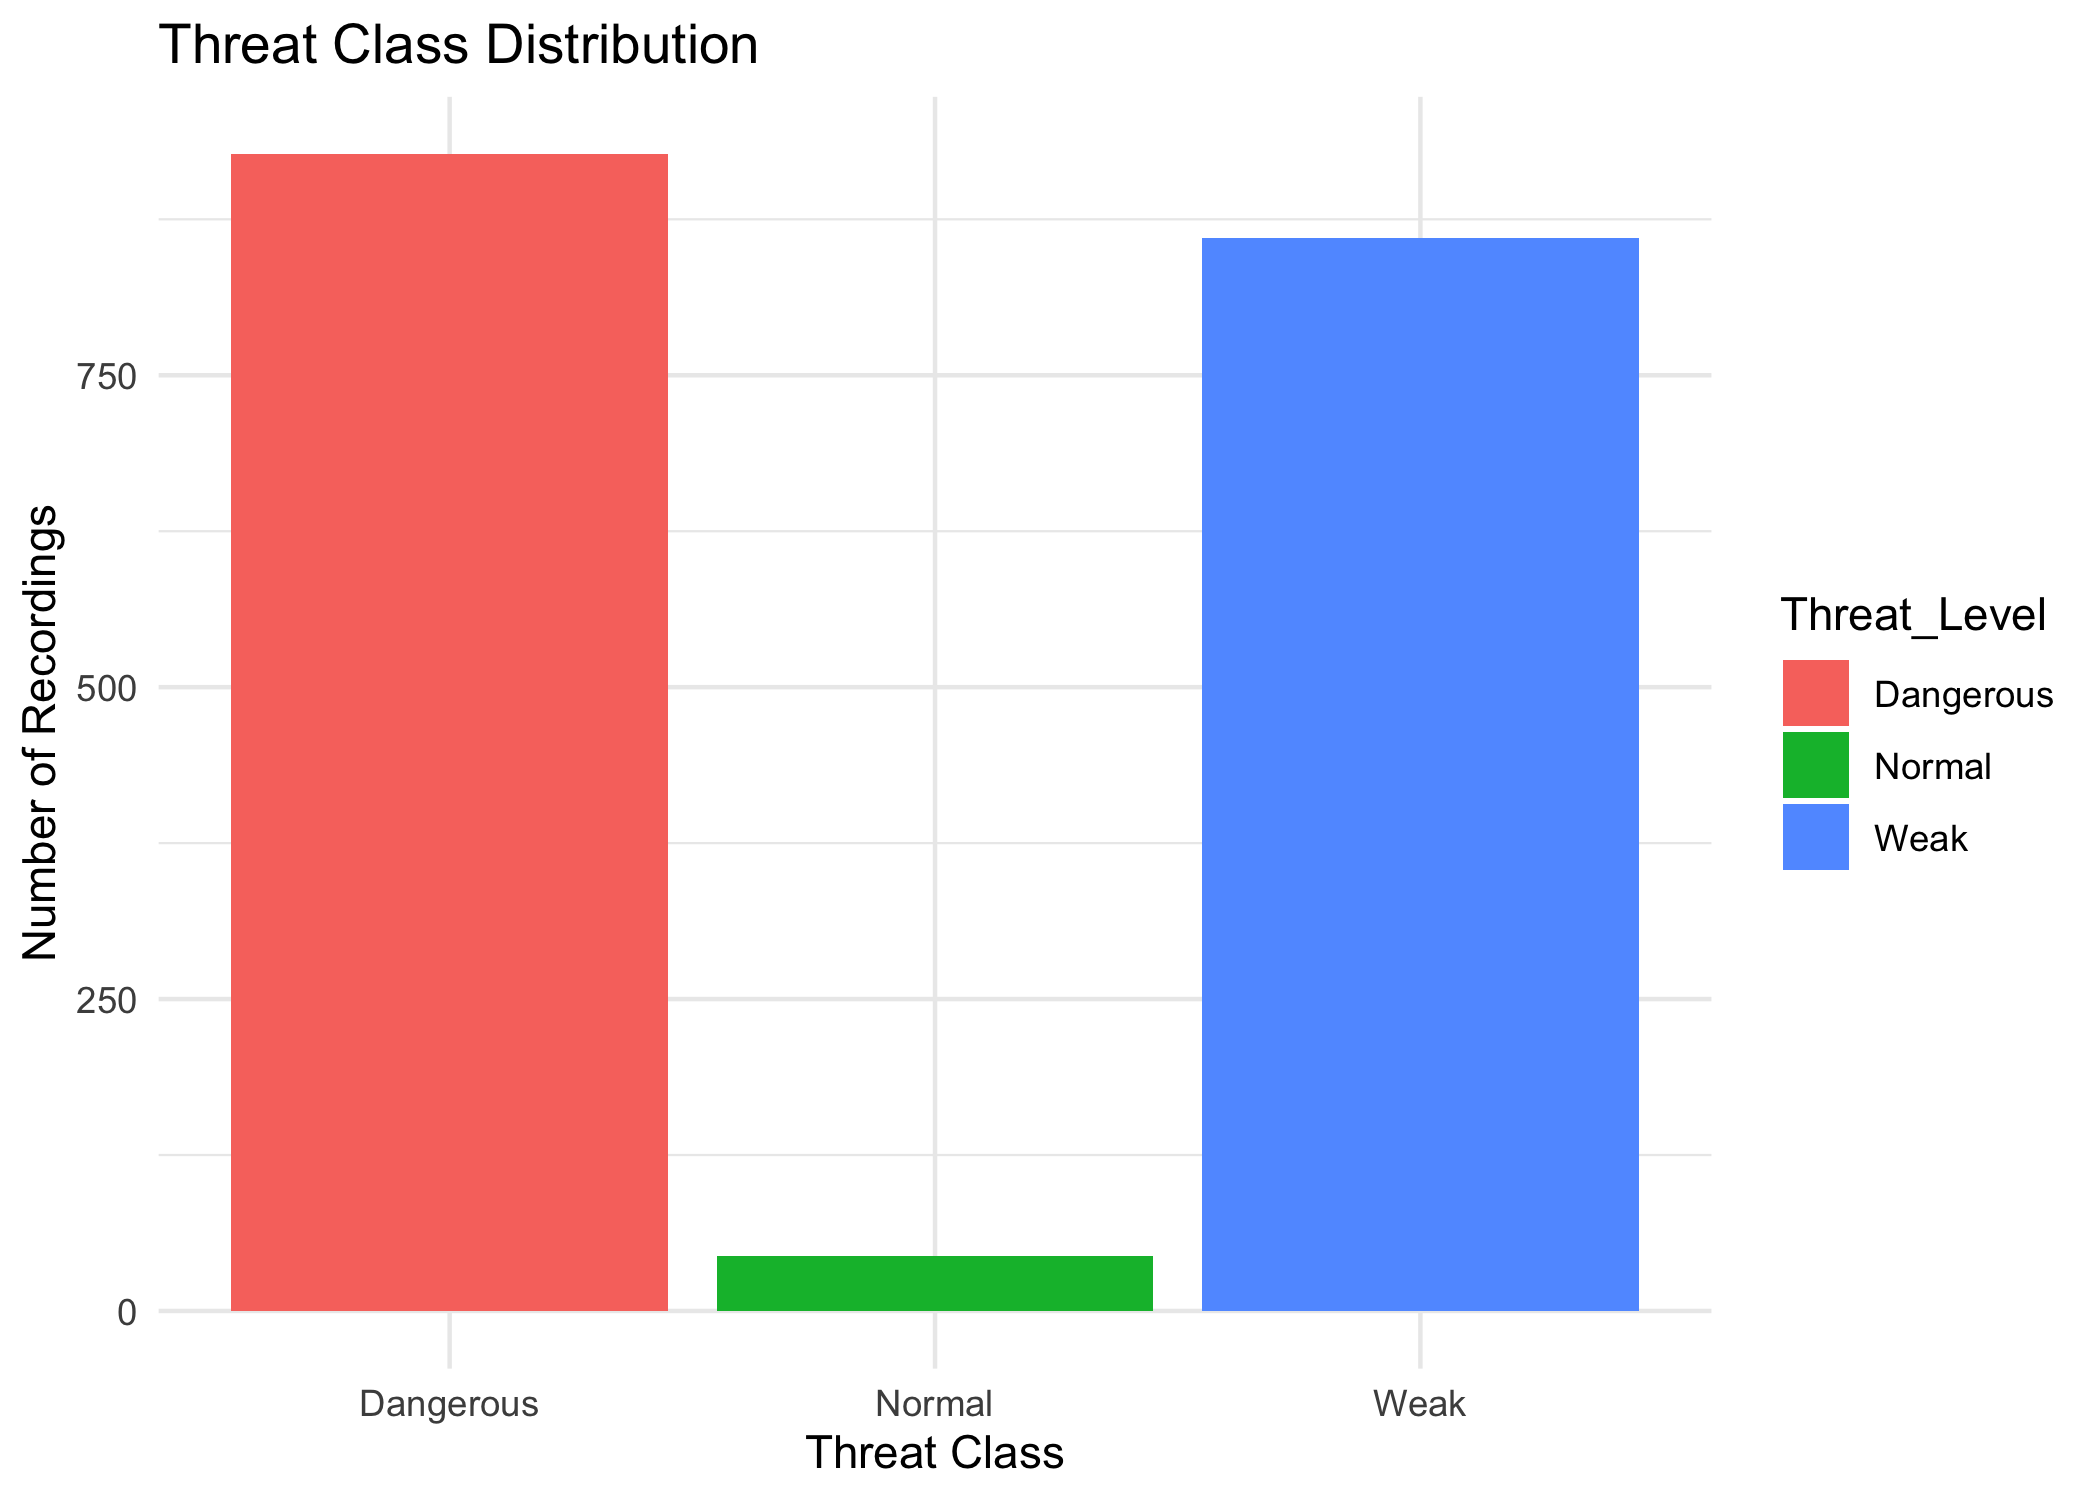 Threat Class Distribution
Number of Recordings
750
500
250
0
Dangerous
Normal
Weak
Threat Class
Threat_Level
Dangerous
Normal
Weak